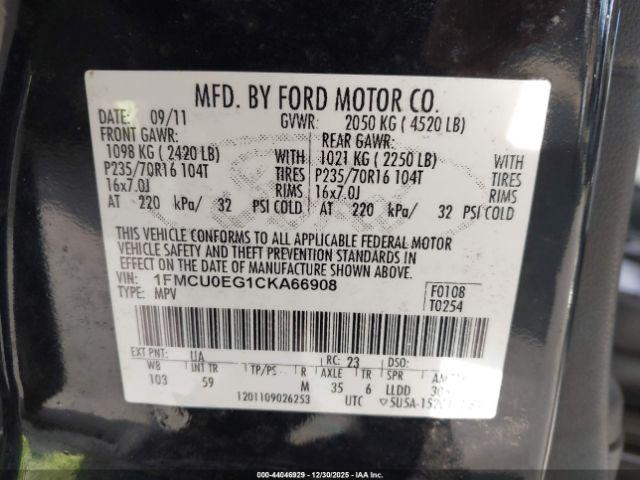 MFD. BY FORD MOTOR CO.
DATE: 09/11 GVWR: 2050 KG ( 4520 LB)
FRONT GAWR: REAR GAWR:
1098 KG ( 2420 LB) WITH 1021 KG ( 2250 LB) WITH
P235/70R16 104T TIRES P235/70R16 104T TIRES
16x7.0J RIMS 16x7.0J RIMS
AT 220 kPa/ 32 PSI COLD AT 220 kPa/ 32 PSI COLD
THIS VEHICLE CONFORMS TO ALL APPLICABLE FEDERAL MOTOR
VEHICLE SAFETY AND THEFT PREVENTION STANDARDS IN
EFFECT ON THE DATE OF MANUFACTURE SHOWN ABOVE.
VIN: 1FMCU0EG1CKA66908 F0108
TYPE: MPV T0254
EXT PNT: UA RC: 23 DSO:
WB INT TR TP/PS R AXLE TR SPR
103 59 M 35 6 LLDD
1201109026253 UTC
000-44046929 - 12/30/2025 - IAA Inc.